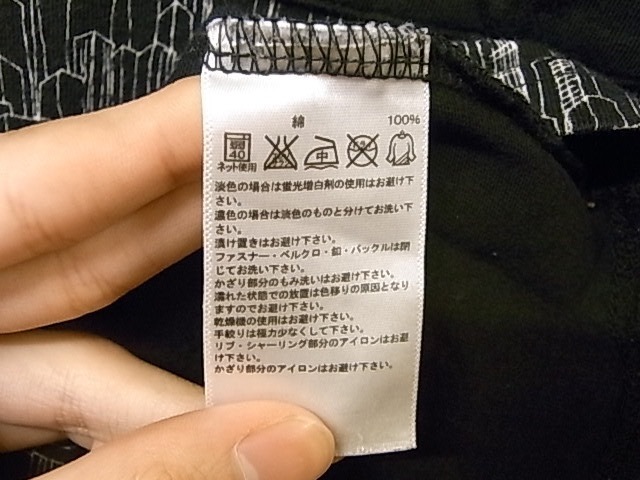 綿 100%
弱 40 中
ネット使用
淡色の場合は蛍光増白剤の使用はお避け下
さい。
濃色の場合は淡色のものと分けてお洗い下
さい。
漬け置きはお避け下さい。
ファスナー・ベルクロ・釦・バックルは閉
じてお洗い下さい。
かざり部分のもみ洗いはお避け下さい。
濡れた状態での放置は色移りの原因となり
ますのでお避け下さい。
乾燥機の使用はお避け下さい。
手絞りは極力少なくして下さい。
リブ・シャーリング部分のアイロンはお避
け下さい。
かざり部分のアイロンはお避け下さい。